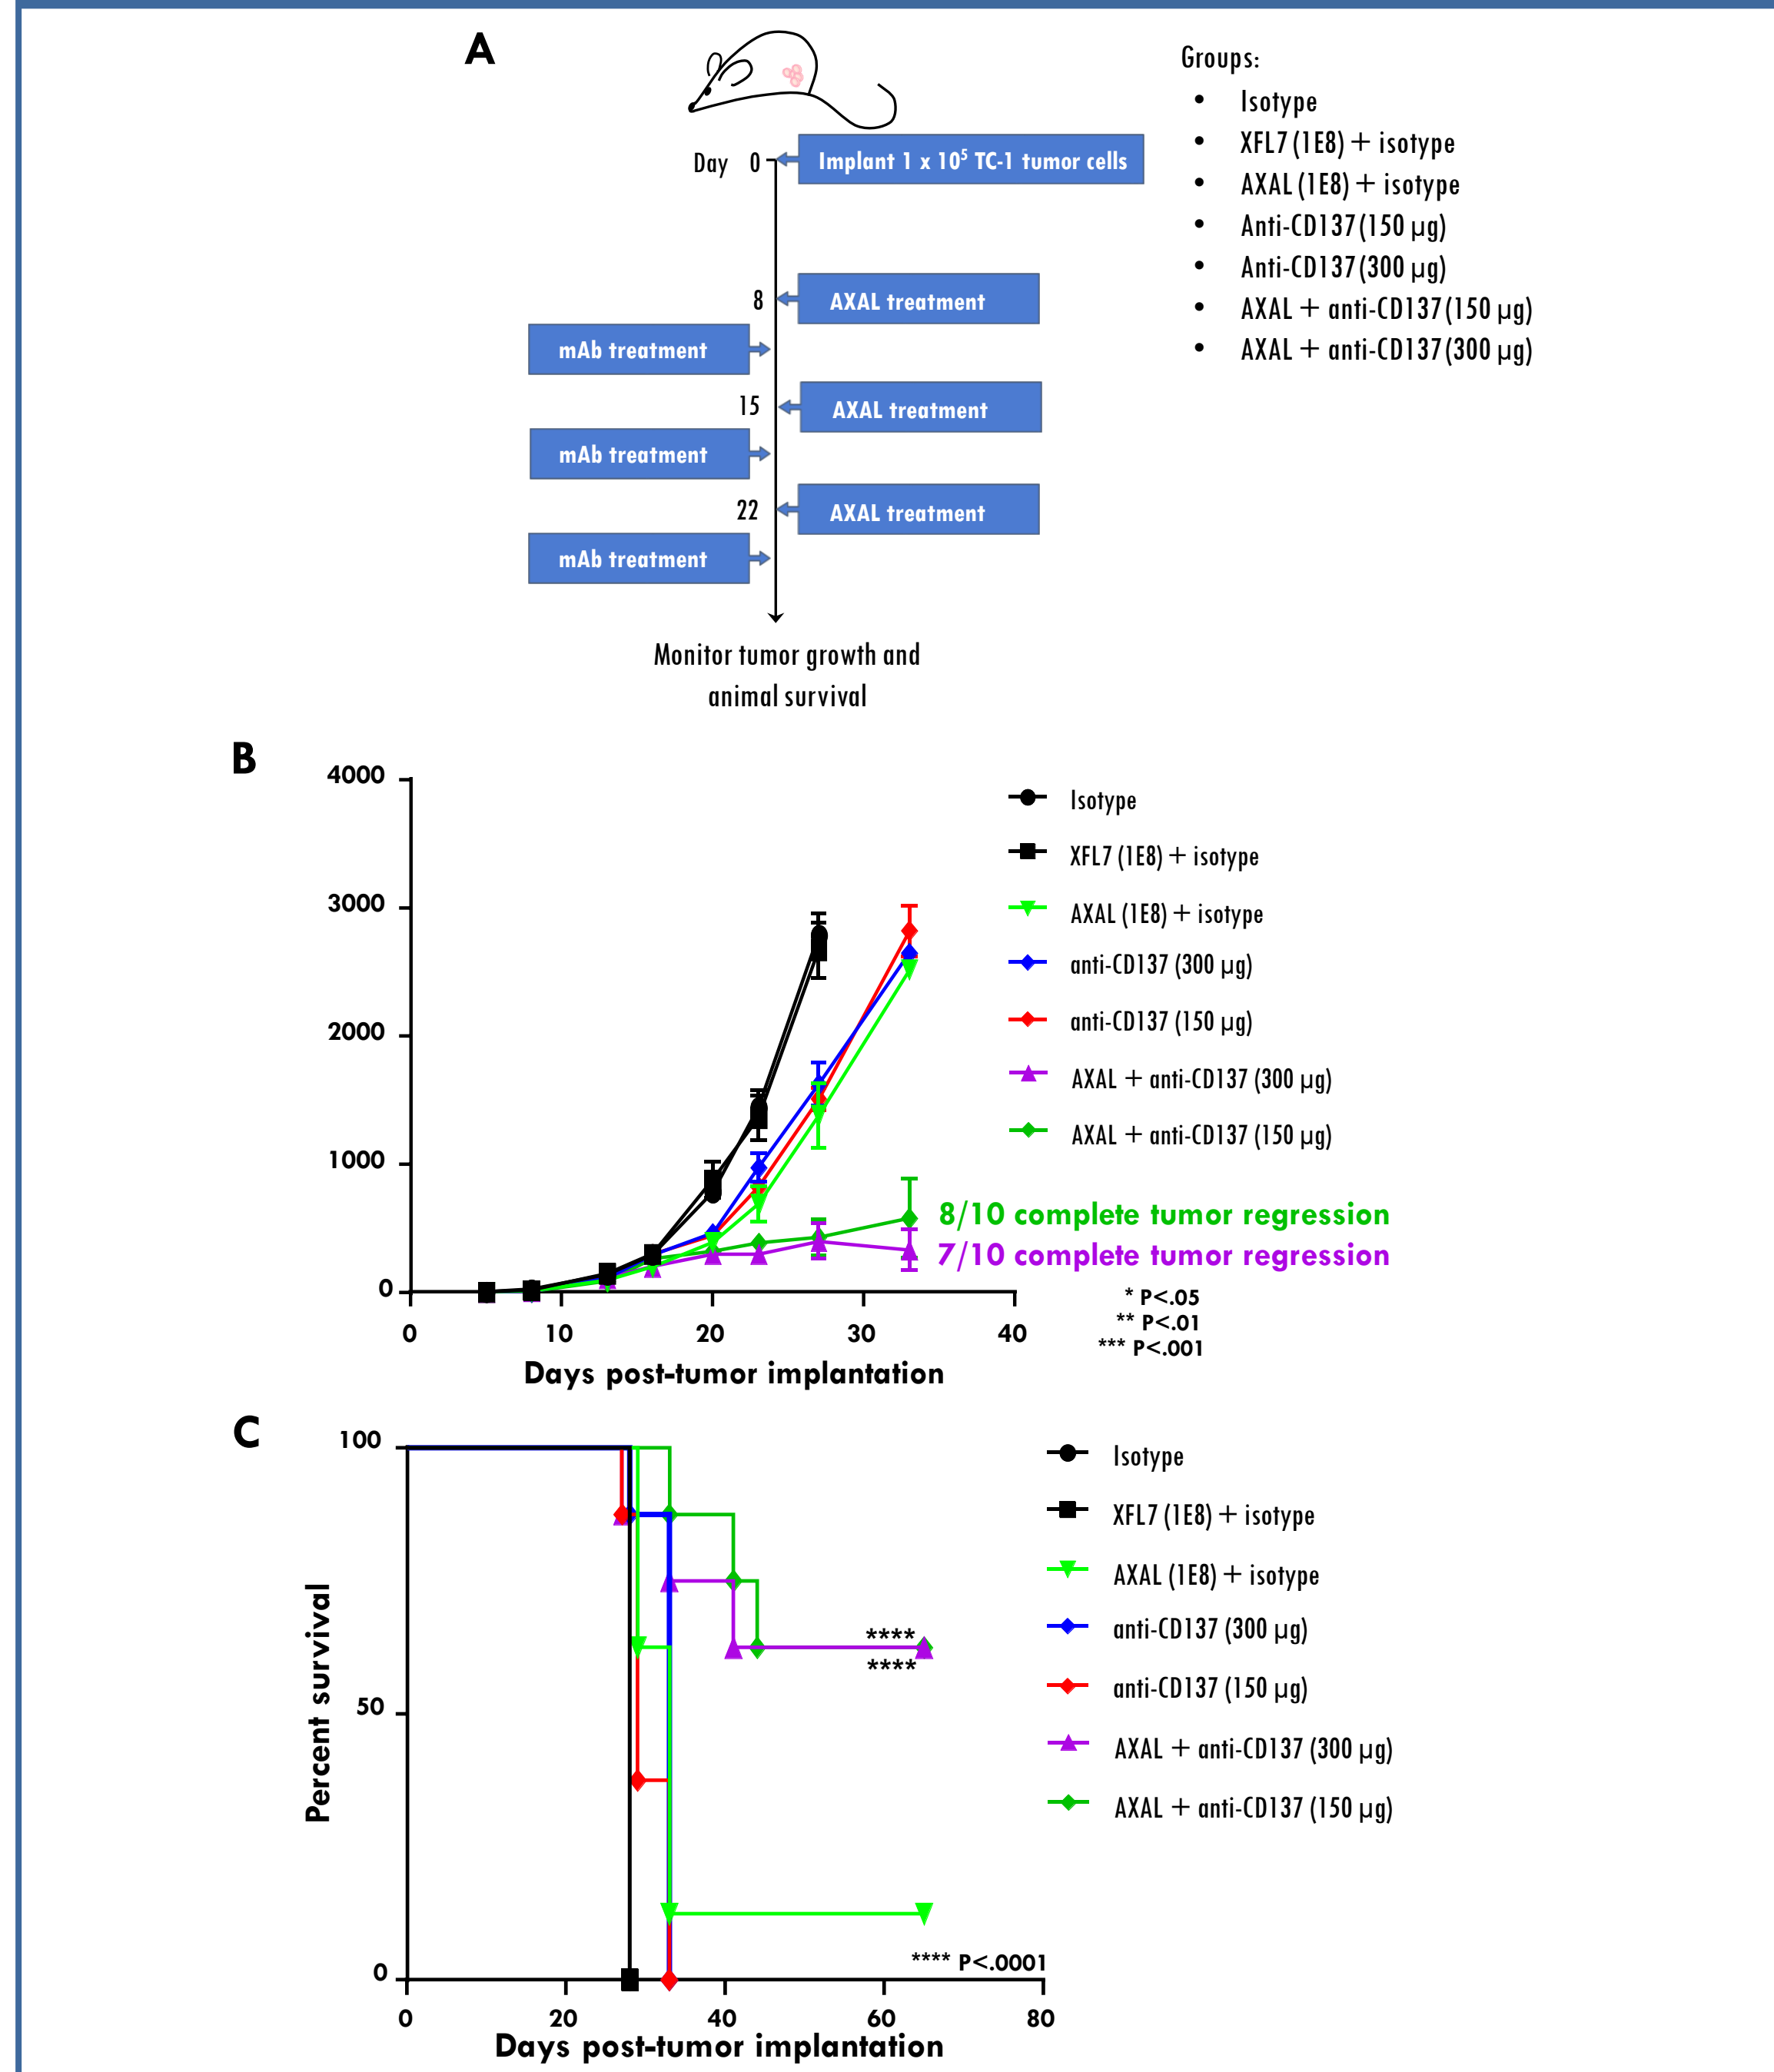 A
Groups:
• Isotype
• XFL7 (1E8) + isotype
• AXAL (1E8) + isotype
• Anti-CD137 (150 µg)
• Anti-CD137 (300 µg)
• AXAL + anti-CD137 (150 µg)
• AXAL + anti-CD137 (300 µg)
Day 0
Implant 1 x 10⁵ TC-1 tumor cells
8
AXAL treatment
mAb treatment
15
AXAL treatment
mAb treatment
22
AXAL treatment
mAb treatment
Monitor tumor growth and
animal survival
B
4000
3000
2000
1000
0
0 10 20 30 40
Days post-tumor implantation
Isotype
XFL7 (1E8) + isotype
AXAL (1E8) + isotype
anti-CD137 (300 µg)
anti-CD137 (150 µg)
AXAL + anti-CD137 (300 µg)
AXAL + anti-CD137 (150 µg)
8/10 complete tumor regression
7/10 complete tumor regression
* P<.05
** P<.01
*** P<.001
C
Percent survival
100
50
0
0 20 40 60 80
Days post-tumor implantation
****
****
**** P<.0001
Isotype
XFL7 (1E8) + isotype
AXAL (1E8) + isotype
anti-CD137 (300 µg)
anti-CD137 (150 µg)
AXAL + anti-CD137 (300 µg)
AXAL + anti-CD137 (150 µg)